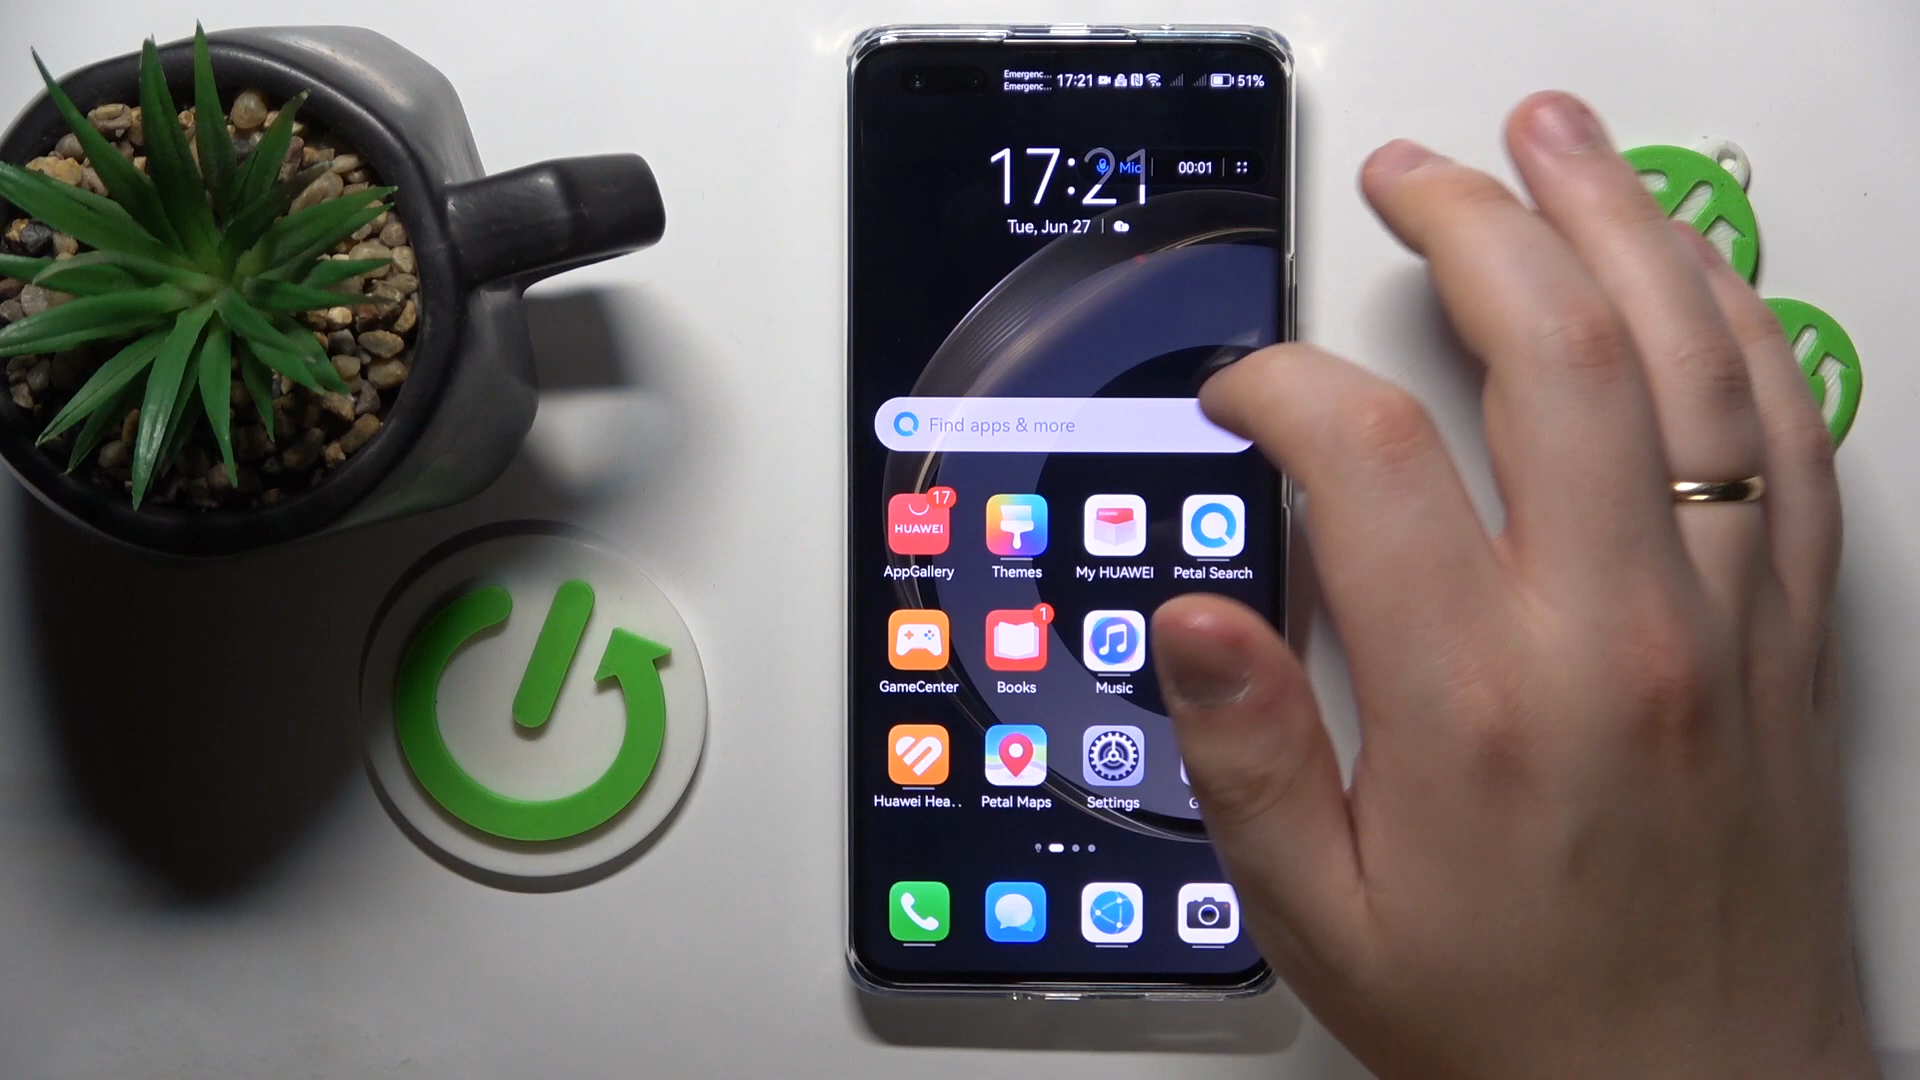 Emergenc...
Emergenc...
17:21
51%
17:21
Mic
00:01
Tue, Jun 27
Find apps & more
17
HUAWEI
AppGallery
Themes
My HUAWEI
Petal Search
1
GameCenter
Books
Music
Huawei Hea..
Petal Maps
Settings